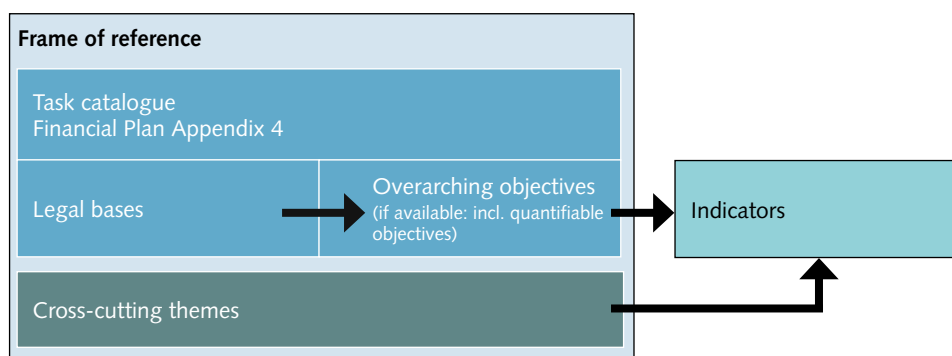 Frame of reference
Task catalogue
Financial Plan Appendix 4
Legal bases
Overarching objectives
(if available: incl. quantifiable
objectives)
Indicators
Cross-cutting themes